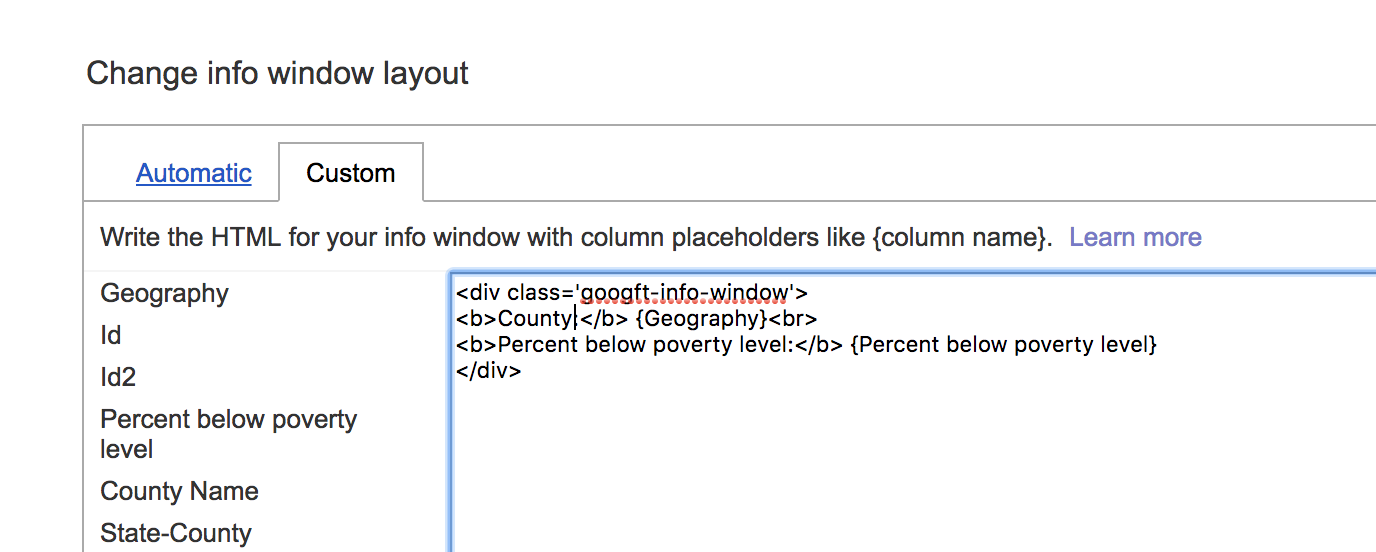 Change info window layout
Automatic
Custom
Write the HTML for your info window with column placeholders like {column name}. Learn more
Geography
Id
Id2
Percent below poverty
level
County Name
State-County
<div class='googft-info-window'>
<b>County:</b> {Geography}<br>
<b>Percent below poverty level:</b> {Percent below poverty level}
</div>